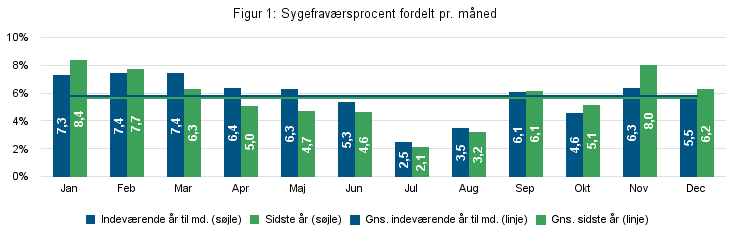 Figur 1: Sygefraværsprocent fordelt pr. måned
10%
8%
6%
4%
2%
0%
7,3 8,4 7,4 7,7 7,4 6,3 6,4 5,0 6,3 4,7 5,3 4,6 2,5 2,1 3,5 3,2 6,1 6,1 4,6 5,1 6,3 8,0 5,5 6,2
Jan Feb Mar Apr Maj Jun Jul Aug Sep Okt Nov Dec
Indeværende år til md. (søjle) Sidste år (søjle) Gns. indeværende år til md. (linje) Gns. sidste år (linje)